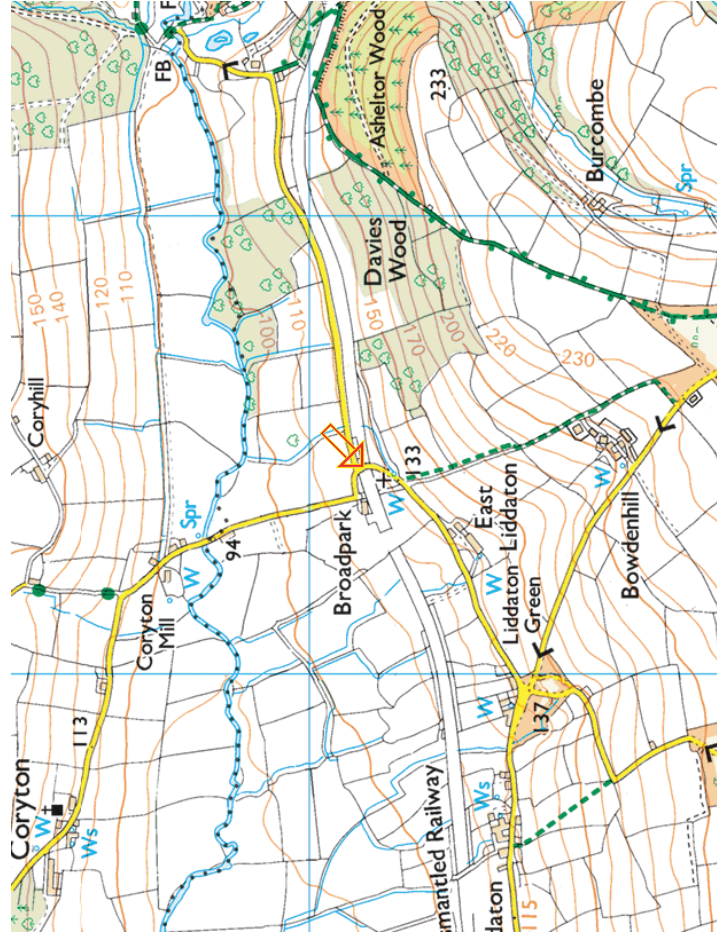 FB
Asheltor Wood
233
Burcombe
Spr
Davies
Wood
150
140
120
110
100
110
150
170
200
220
230
Coryhill
Spr
W
94
Coryton
Mill
Broadpark
W
133
East
Liddaton
W
Liddaton
Green
W
Bowdenhill
113
Coryton
W
Ws
W
137
Ws
mantled Railway
daton
115